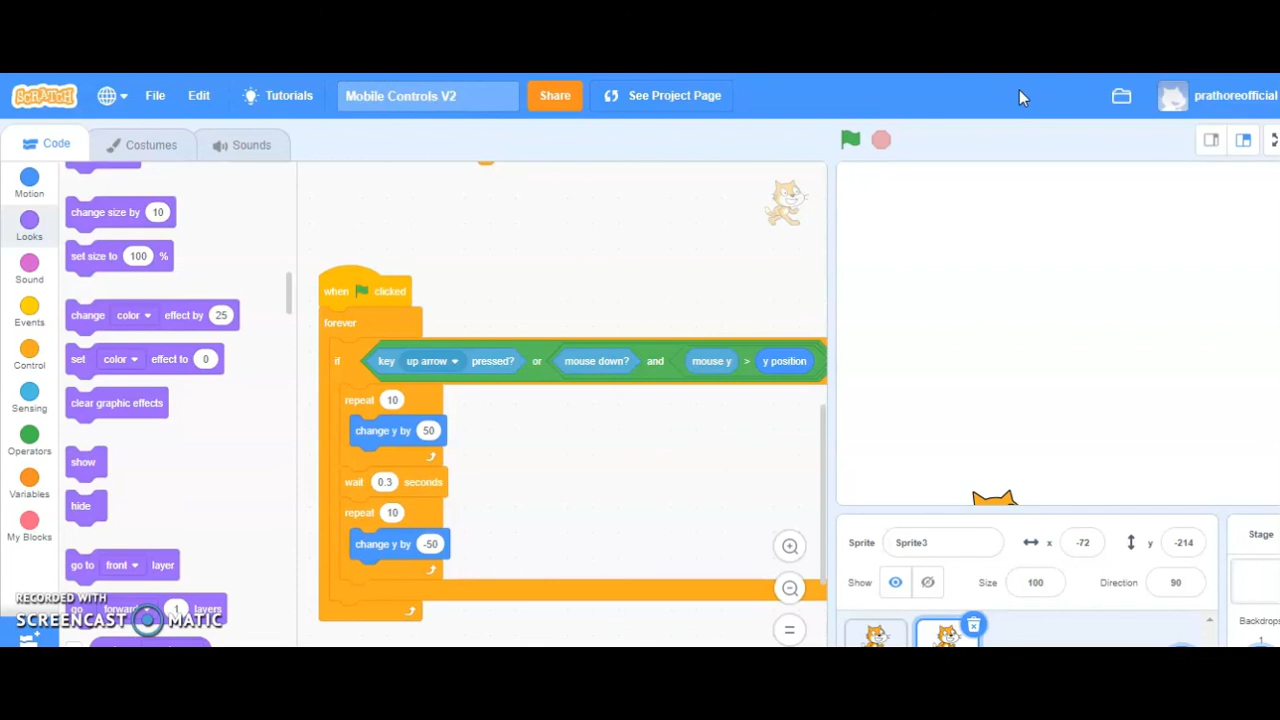 SCRATCH File Edit Tutorials Mobile Controls V2 Share See Project Page prathoreofficial
Code Costumes Sounds
Motion
Looks
Sound
Events
Control
Sensing
Operators
Variables
My Blocks
change size by 10
set size to 100 %
change color effect by 25
set color effect to 0
clear graphic effects
show
hide
go to front layer
go forward 1 layers
when clicked
forever
if key up arrow pressed? or mouse down? and mouse y > y position
repeat 10
change y by 50
wait 0.3 seconds
repeat 10
change y by -50
Sprite Sprite3 x -72 y -214
Show Size 100 Direction 90
Stage
Backdrops
1
RECORDED WITH
SCREENCAST MATIC